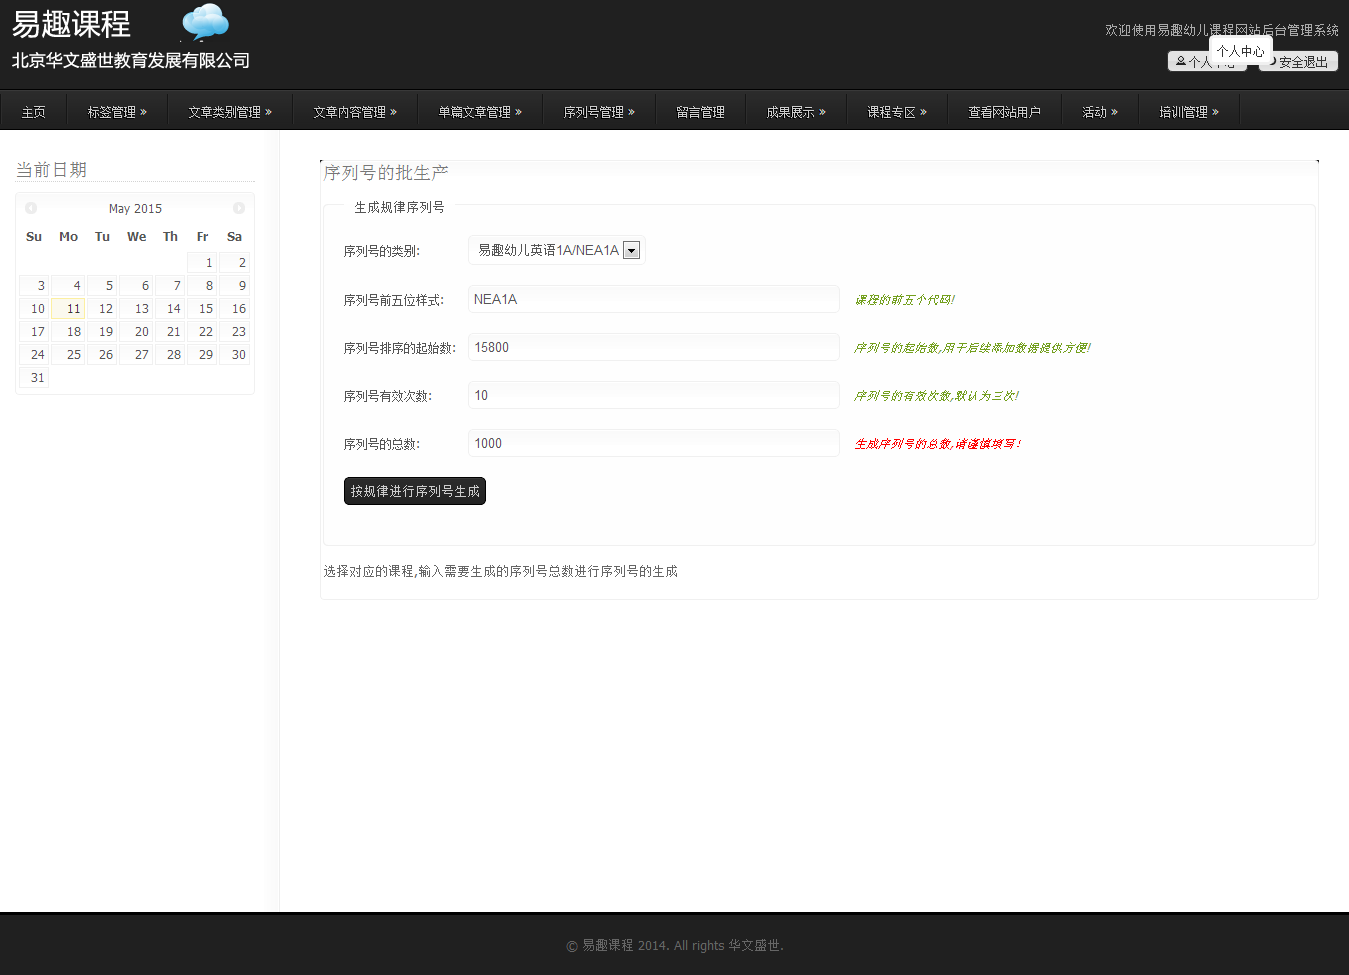 易趣课程
北京华文盛世教育发展有限公司
欢迎使用易趣幼儿课程网站后台管理系统
个人中心
安全退出
主页 标签管理 » 文章类别管理 » 文章内容管理 » 单篇文章管理 » 序列号管理 » 留言管理 成果展示 » 课程专区 » 查看网站用户 活动 » 培训管理 »
当前日期
May 2015
Su Mo Tu We Th Fr Sa
1 2
3 4 5 6 7 8 9
10 11 12 13 14 15 16
17 18 19 20 21 22 23
24 25 26 27 28 29 30
31
序列号的批生产
生成规律序列号
序列号的类别: 易趣幼儿英语1A/NEA1A
序列号前五位样式: NEA1A 课程的前五个代码!
序列号排序的起始数: 15800 序列号的起始数,用于后续添加数据提供方便!
序列号有效次数: 10 序列号的有效次数,默认为三次!
序列号的总数: 1000 生成序列号的总数,请谨慎填写!
按规律进行序列号生成
选择对应的课程,输入需要生成的序列号总数进行序列号的生成
© 易趣课程 2014. All rights 华文盛世.